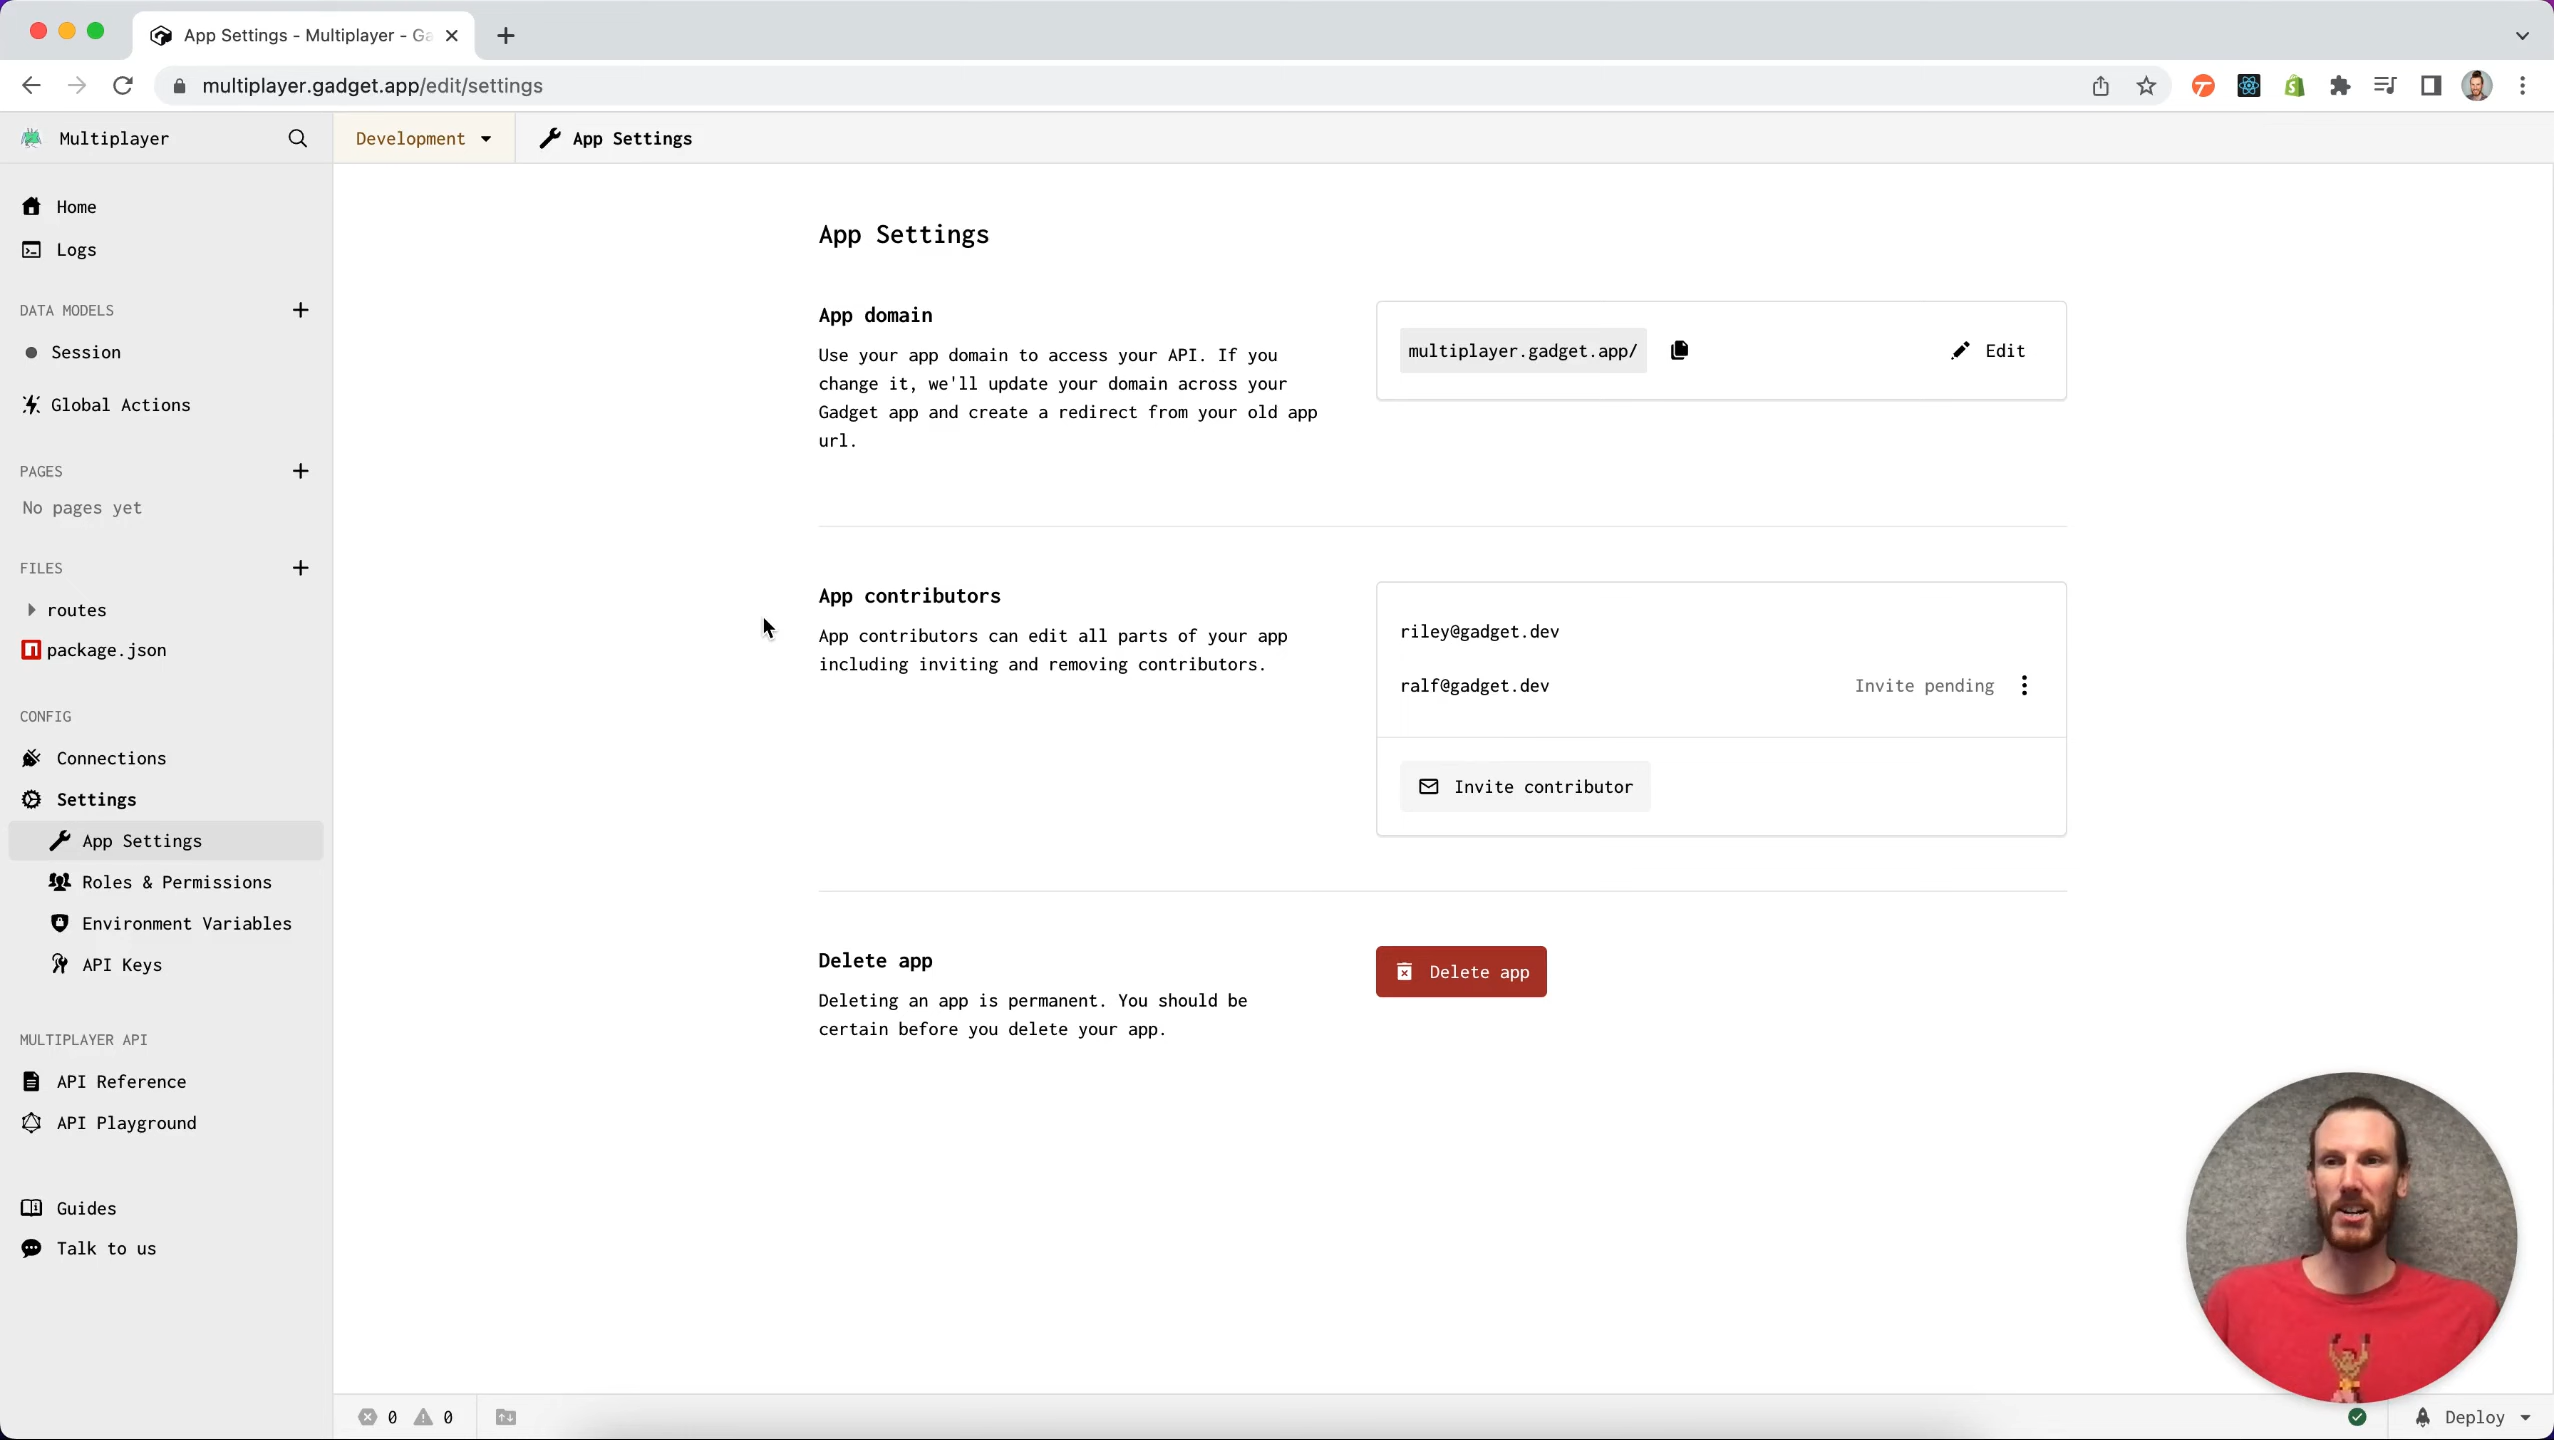 App Settings - Multiplayer - Ga
multiplayer.gadget.app/edit/settings
Multiplayer
Development
App Settings
Home
Logs
DATA MODELS
Session
Global Actions
PAGES
No pages yet
FILES
routes
package.json
CONFIG
Connections
Settings
App Settings
Roles & Permissions
Environment Variables
API Keys
MULTIPLAYER API
API Reference
API Playground
Guides
Talk to us
App Settings
App domain
Use your app domain to access your API. If you
change it, we'll update your domain across your
Gadget app and create a redirect from your old app
url.
multiplayer.gadget.app/
Edit
App contributors
App contributors can edit all parts of your app
including inviting and removing contributors.
riley@gadget.dev
ralf@gadget.dev
Invite pending
Invite contributor
Delete app
Deleting an app is permanent. You should be
certain before you delete your app.
Delete app
0
0
Deploy